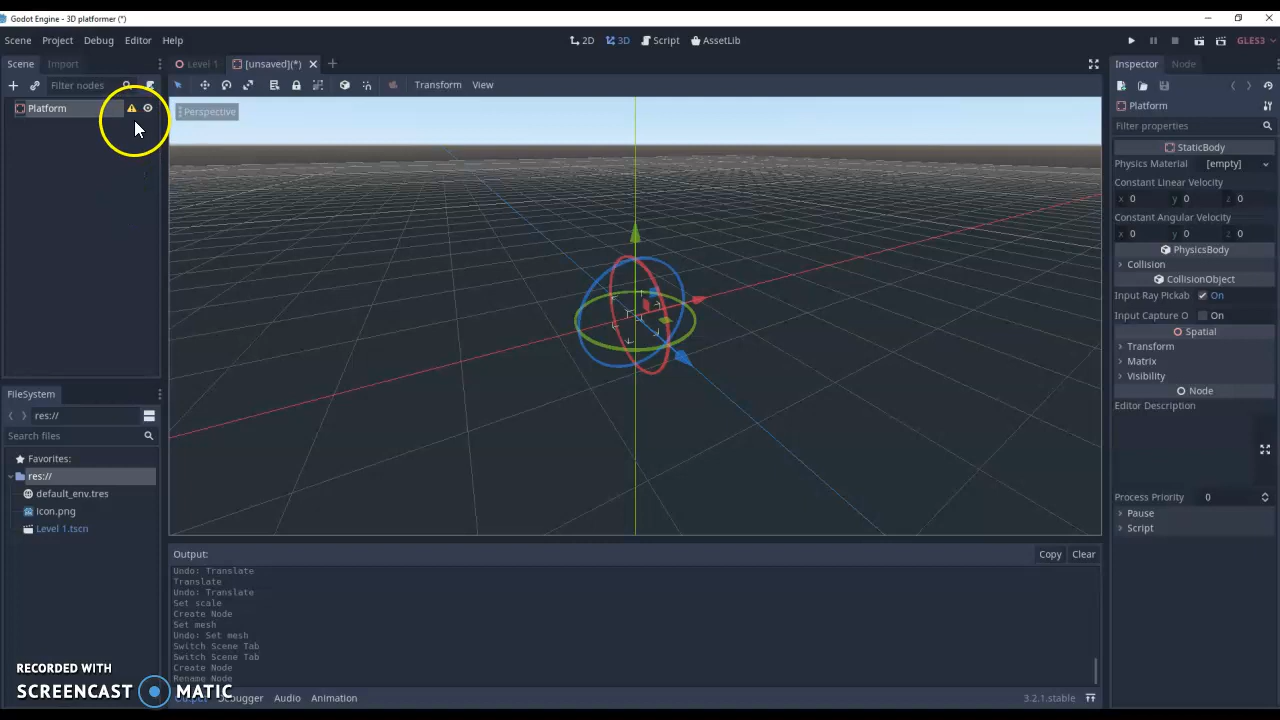 Godot Engine - 3D platformer (*)
Scene Project Debug Editor Help
2D 3D Script AssetLib
GLES3
Scene Import
Level 1 [unsaved](*)
Inspector Node
Filter nodes
Transform View
Platform
Perspective
Platform
Filter properties
StaticBody
Physics Material [empty]
Constant Linear Velocity
x 0 y 0 z 0
Constant Angular Velocity
x 0 y 0 z 0
PhysicsBody
Collision
CollisionObject
Input Ray Pickab On
Input Capture O On
Spatial
Transform
Matrix
Visibility
Node
Editor Description
Process Priority 0
Pause
Script
FileSystem
res://
Search files
Favorites:
res://
default_env.tres
icon.png
Level 1.tscn
Output: Copy Clear
Undo: Translate
Translate
Undo: Translate
Set scale
Create Node
Set mesh
Undo: Set mesh
Switch Scene Tab
Switch Scene Tab
Create Node
Rename Node
Audio Animation 3.2.1.stable
RECORDED WITH
SCREENCAST MATIC